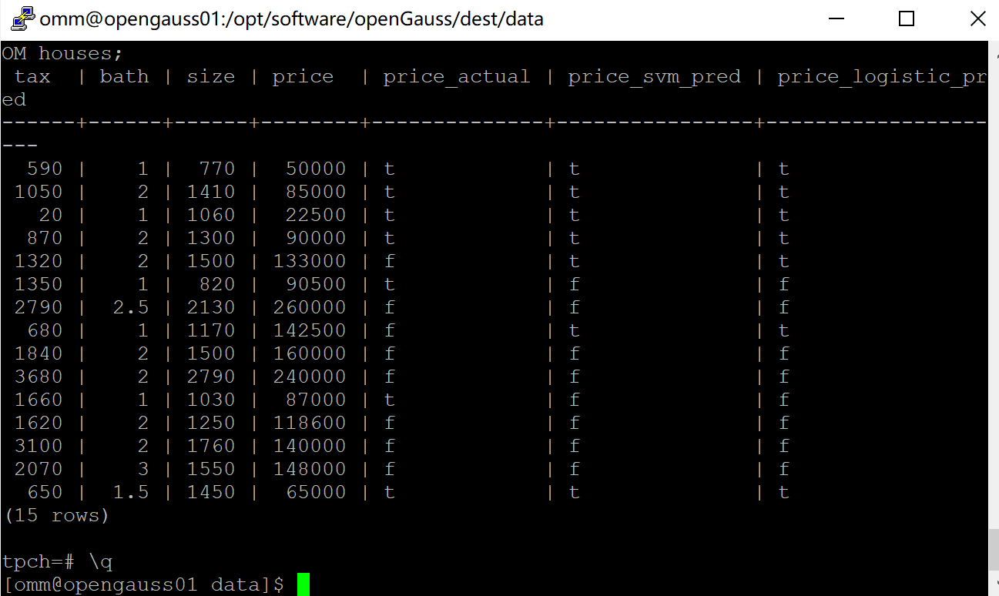 omm@opengauss01:/opt/software/openGauss/dest/data
OM houses;
 tax  | bath | size | price  | price_actual | price_svm_pred | price_logistic_pr
ed
------+------+------+--------+--------------+----------------+------------------
---
  590 |    1 |  770 |  50000 | t            | t              | t
 1050 |    2 | 1410 |  85000 | t            | t              | t
   20 |    1 | 1060 |  22500 | t            | t              | t
  870 |    2 | 1300 |  90000 | t            | t              | t
 1320 |    2 | 1500 | 133000 | f            | t              | t
 1350 |    1 |  820 |  90500 | t            | f              | f
 2790 |  2.5 | 2130 | 260000 | f            | f              | f
  680 |    1 | 1170 | 142500 | f            | t              | t
 1840 |    2 | 1500 | 160000 | f            | f              | f
 3680 |    2 | 2790 | 240000 | f            | f              | f
 1660 |    1 | 1030 |  87000 | t            | f              | f
 1620 |    2 | 1250 | 118600 | f            | f              | f
 3100 |    2 | 1760 | 140000 | f            | f              | f
 2070 |    3 | 1550 | 148000 | f            | f              | f
  650 |  1.5 | 1450 |  65000 | t            | t              | t
(15 rows)
tpch=# \q
[omm@opengauss01 data]$